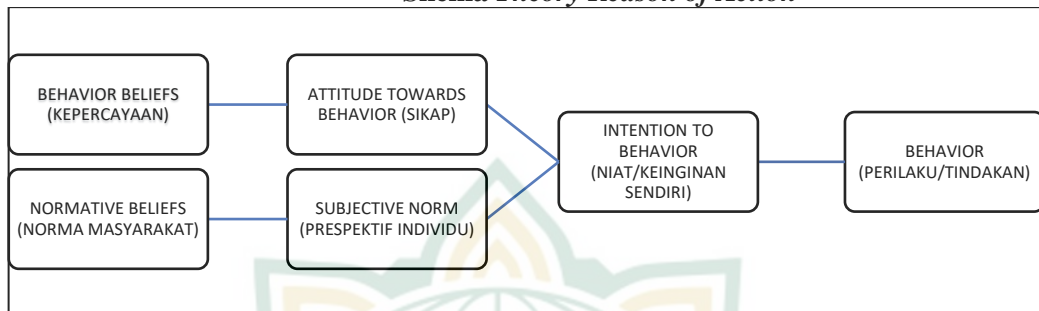 Theory Reason of Action
BEHAVIOR BELIEFS
(KEPERCAYAAN)
ATTITUDE TOWARDS
BEHAVIOR (SIKAP)
NORMATIVE BELIEFS
(NORMA MASYARAKAT)
SUBJECTIVE NORM
(PRESPEKTIF INDIVIDU)
INTENTION TO
BEHAVIOR
(NIAT/KEINGINAN
SENDIRI)
BEHAVIOR
(PERILAKU/TINDAKAN)